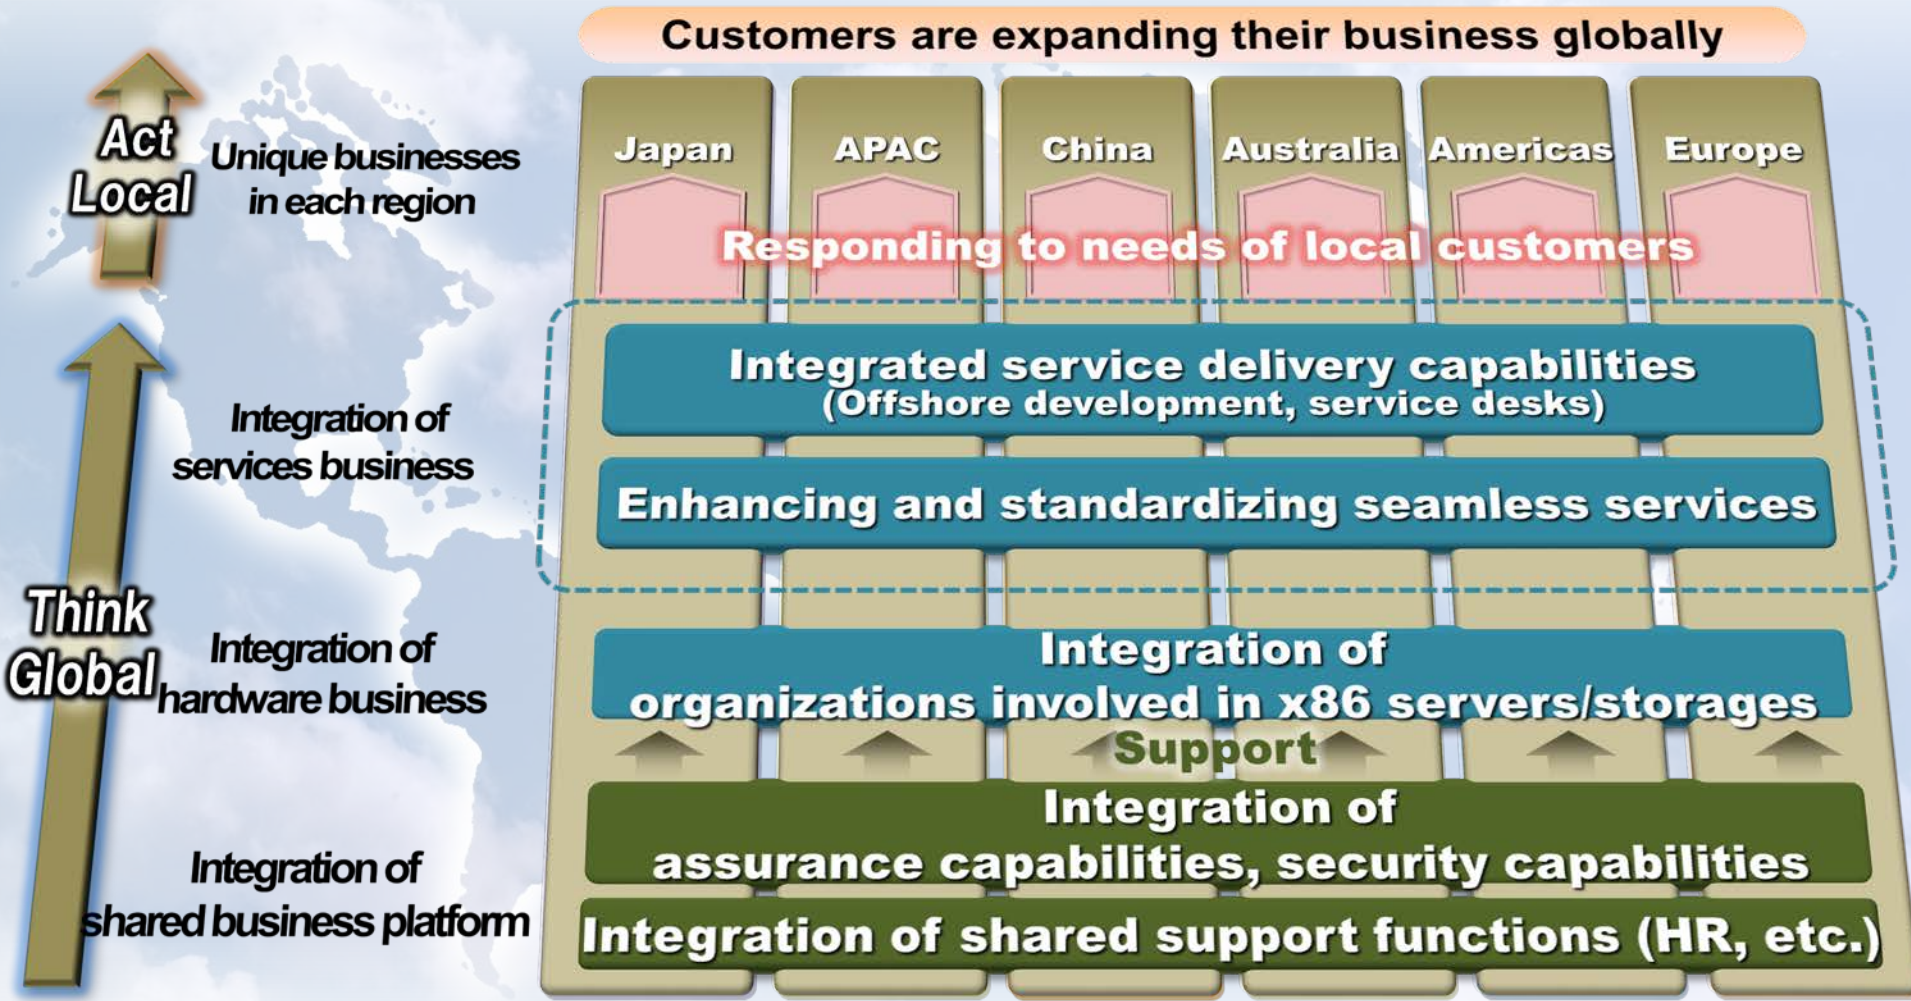 Customers are expanding their business globally
Act
Local
Unique businesses
in each region
Japan
APAC
China
Australia
Americas
Europe
Responding to needs of local customers
Think
Global
Integration of
services business
Integrated service delivery capabilities
(Offshore development, service desks)
Enhancing and standardizing seamless services
Integration of
hardware business
Integration of
organizations involved in x86 servers/storages
Support
Integration of
shared business platform
Integration of
assurance capabilities, security capabilities
Integration of shared support functions (HR, etc.)